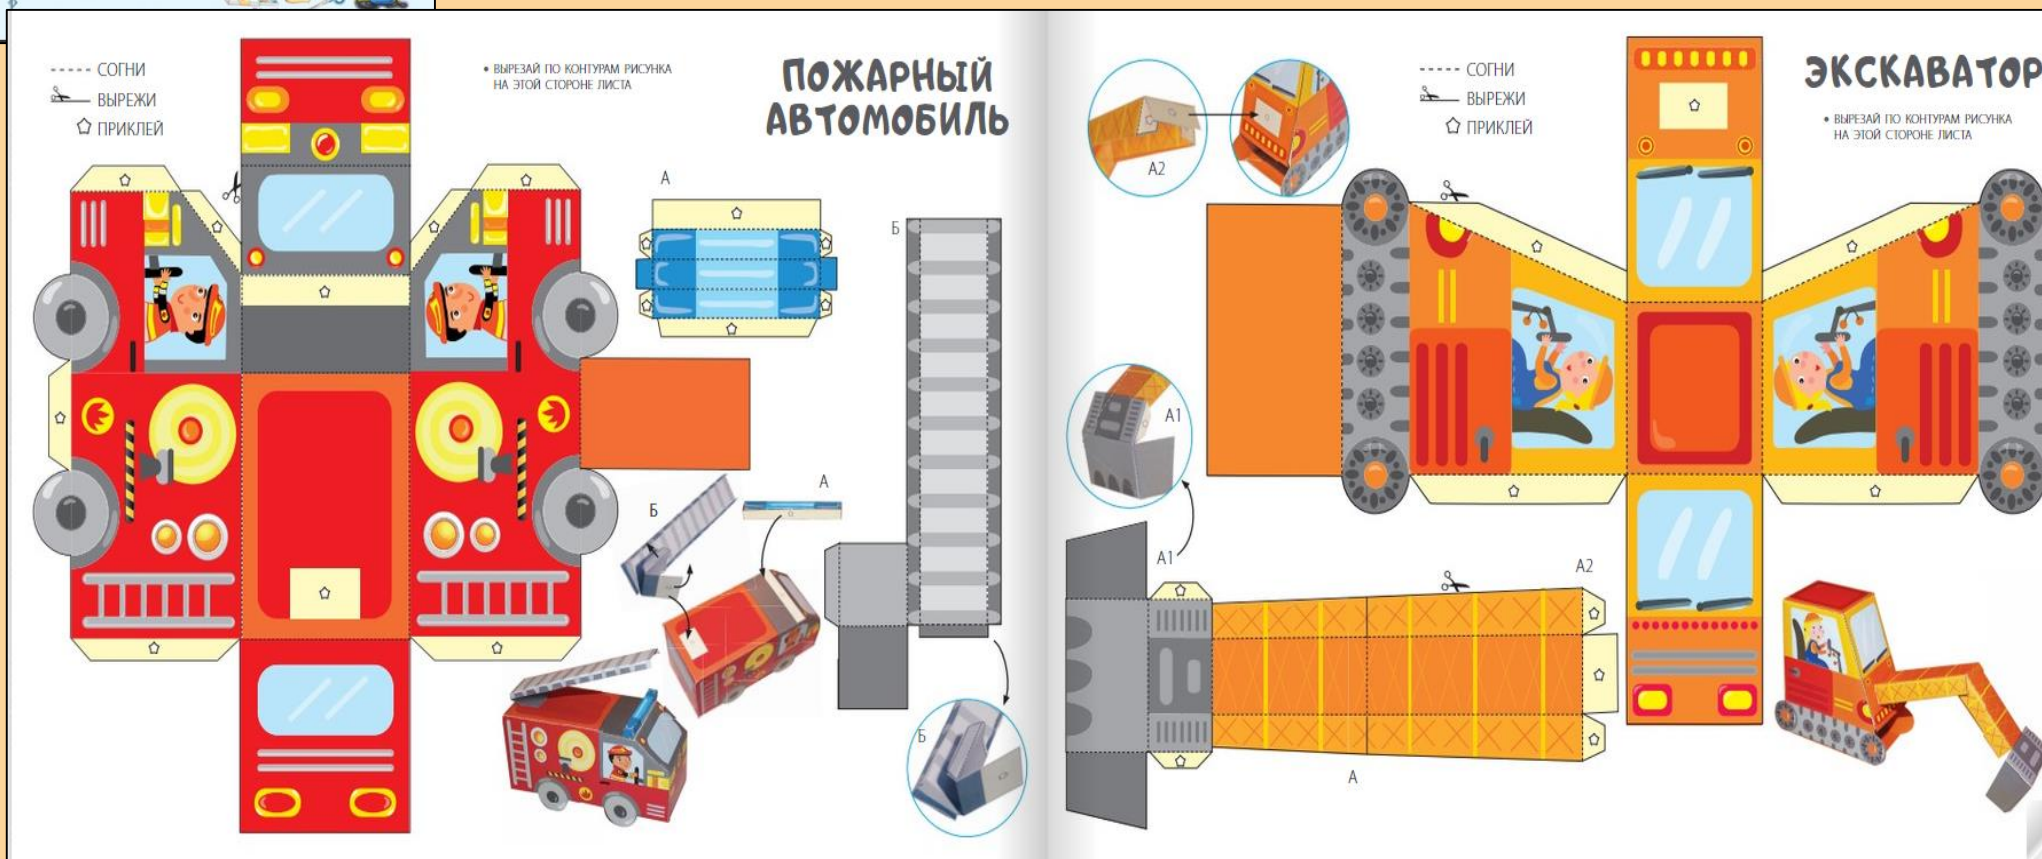 ----- СОГНИ
ВЫРЕЖИ
ПРИКЛЕЙ
• ВЫРЕЗАЙ ПО КОНТУРАМ РИСУНКА
НА ЭТОЙ СТОРОНЕ ЛИСТА
ПОЖАРНЫЙ
АВТОМОБИЛЬ
А
Б
Б
А
Б
----- СОГНИ
ВЫРЕЖИ
ПРИКЛЕЙ
ЭКСКАВАТОР
• ВЫРЕЗАЙ ПО КОНТУРАМ РИСУНКА
НА ЭТОЙ СТОРОНЕ ЛИСТА
А2
А1
А1
А2
А